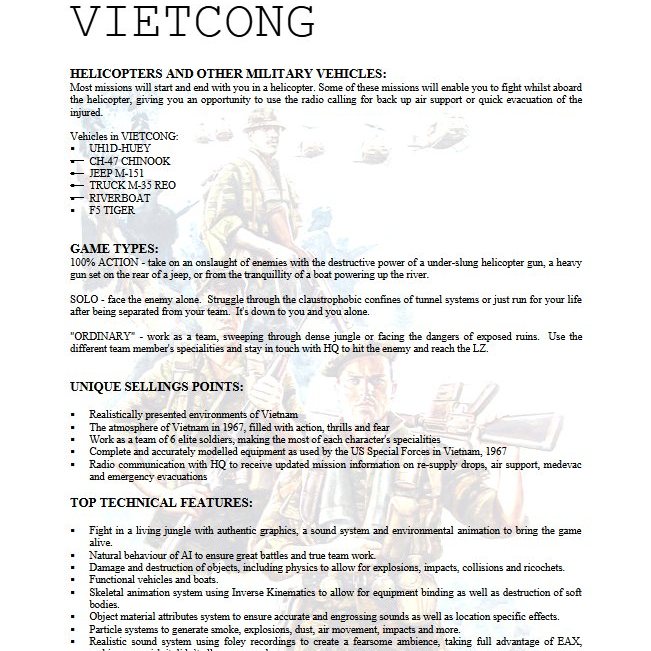 VIETCONG
HELICOPTERS AND OTHER MILITARY VEHICLES:
Most missions will start and end with you in a helicopter. Some of these missions will enable you to fight whilst aboard
the helicopter, giving you an opportunity to use the radio calling for back up air support or quick evacuation of the
injured.
Vehicles in VIETCONG:
▪ UH1D-HUEY
▪ CH-47 CHINOOK
▪ JEEP M-151
▪ TRUCK M-35 REO
▪ RIVERBOAT
▪ F5 TIGER
GAME TYPES:
100% ACTION - take on an onslaught of enemies with the destructive power of a under-slung helicopter gun, a heavy
gun set on the rear of a jeep, or from the tranquillity of a boat powering up the river.
SOLO - face the enemy alone. Struggle through the claustrophobic confines of tunnel systems or just run for your life
after being separated from your team. It's down to you and you alone.
"ORDINARY" - work as a team, sweeping through dense jungle or facing the dangers of exposed ruins. Use the
different team member's specialities and stay in touch with HQ to hit the enemy and reach the LZ.
UNIQUE SELLINGS POINTS:
▪ Realistically presented environments of Vietnam
▪ The atmosphere of Vietnam in 1967, filled with action, thrills and fear
▪ Work as a team of 6 elite soldiers, making the most of each character's specialities
▪ Complete and accurately modelled equipment as used by the US Special Forces in Vietnam, 1967
▪ Radio communication with HQ to receive updated mission information on re-supply drops, air support, medevac
and emergency evacuations
TOP TECHNICAL FEATURES:
▪ Fight in a living jungle with authentic graphics, a sound system and environmental animation to bring the game
alive.
▪ Natural behaviour of AI to ensure great battles and true team work.
▪ Damage and destruction of objects, including physics to allow for explosions, impacts, collisions and ricochets.
▪ Functional vehicles and boats.
▪ Skeletal animation system using Inverse Kinematics to allow for equipment binding as well as destruction of soft
bodies.
▪ Object material attributes system to ensure accurate and engrossing sounds as well as location specific effects.
▪ Particle systems to generate smoke, explosions, dust, air movement, impacts and more.
▪ Realistic sound system using foley recordings to create a fearsome ambience, taking full advantage of EAX,